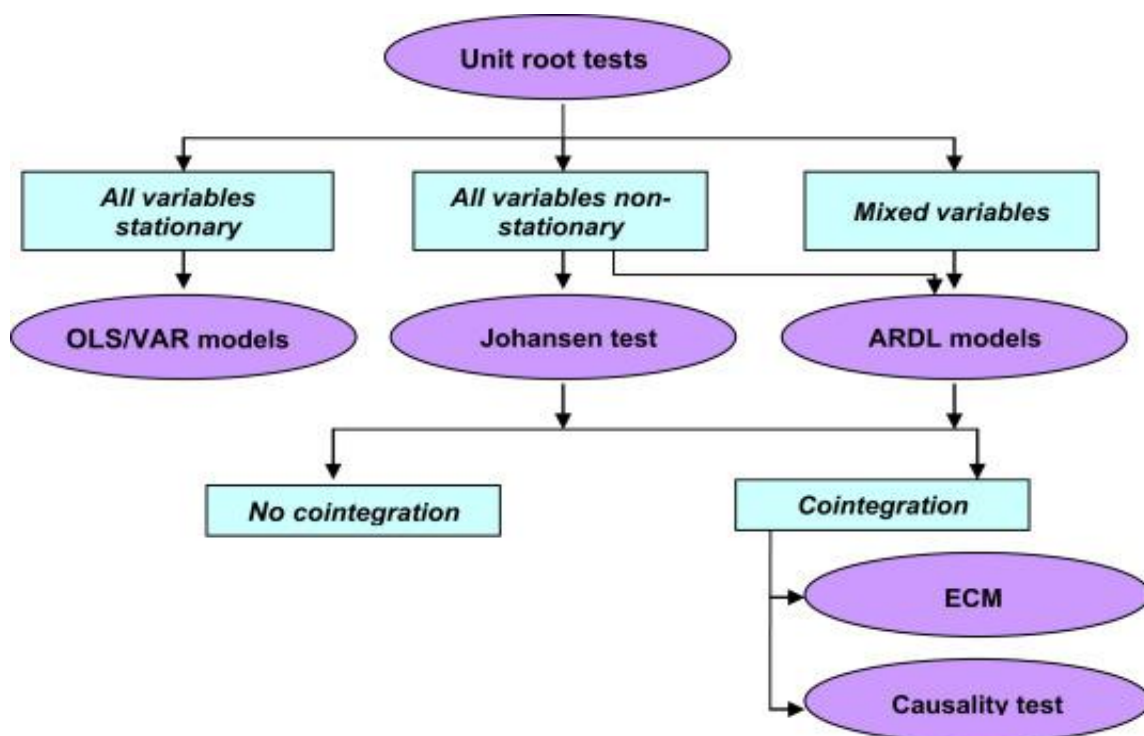 Unit root tests
All variables
stationary
All variables non-
stationary
Mixed variables
OLS/VAR models
Johansen test
ARDL models
No cointegration
Cointegration
ECM
Causality test